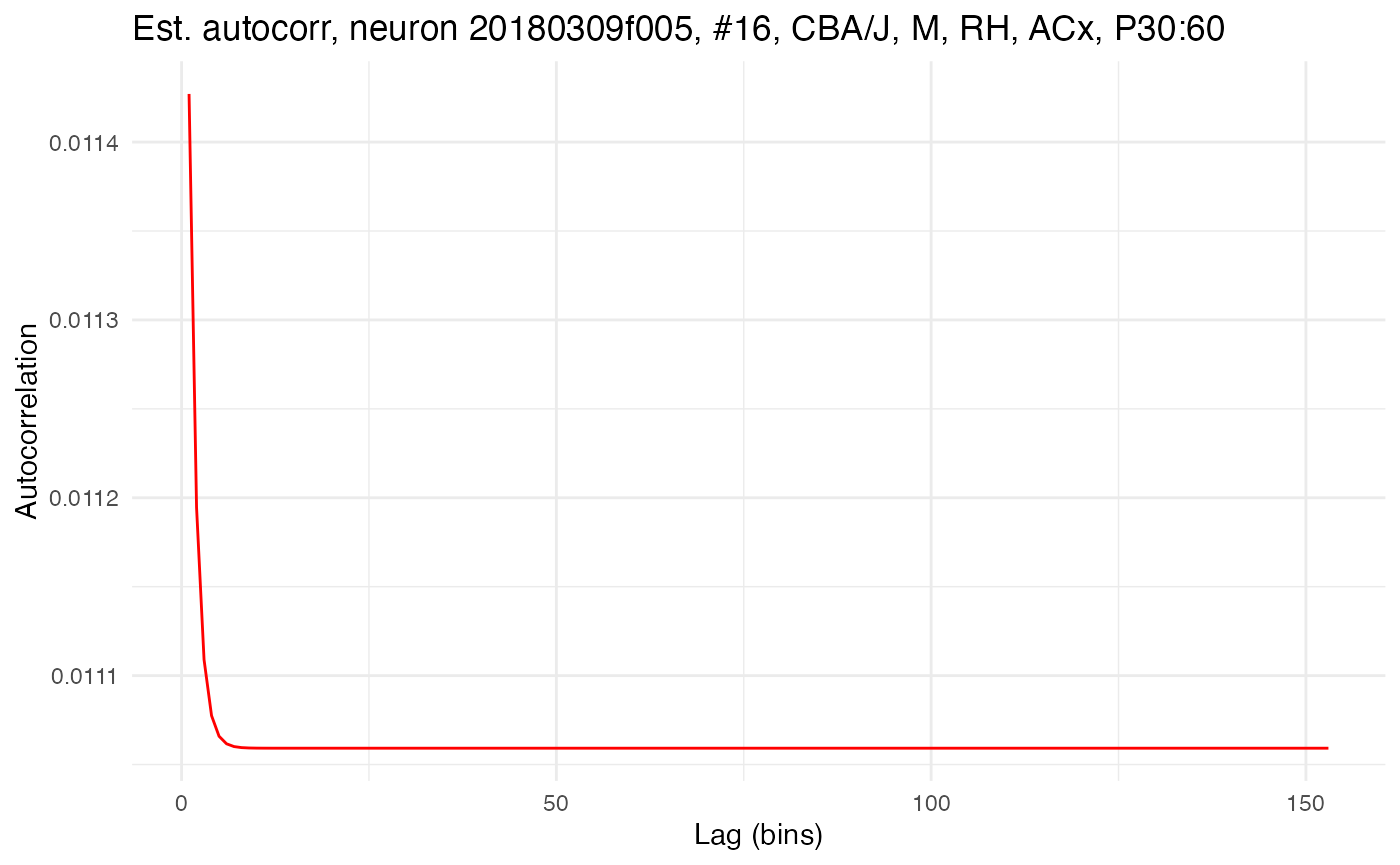 Est. autocorr, neuron 20180309f005, #16, CBA/J, M, RH, ACx, P30:60
Autocorrelation
0.0114
0.0113
0.0112
0.0111
0
50
100
150
Lag (bins)